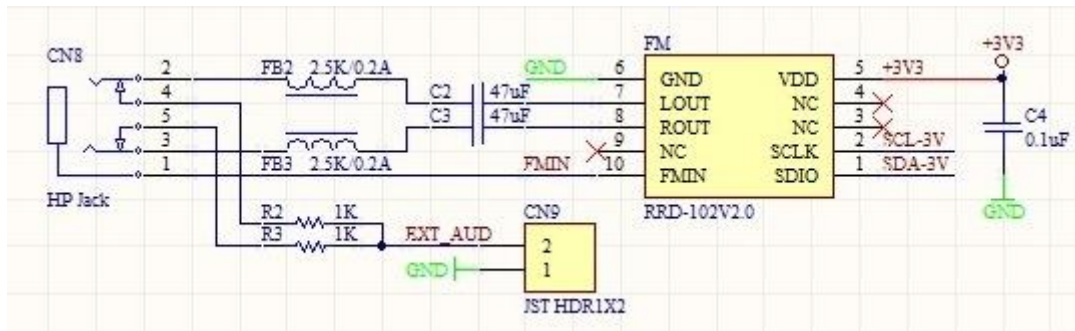 FM
+3V3
CN8
2
FB2 2.5K/0.2A
GND
6
GND
VDD
5
+3V3
4
C2
47uF
7
LOUT
NC
4
5
C3
47uF
8
ROUT
NC
3
C4
0.1uF
3
9
NC
SCLK
2
SCL-3V
1
FB3 2.5K/0.2A
FMIN
10
FMIN
SDIO
1
SDA-3V
HP Jack
RRD-102V2.0
GND
R2
1K
CN9
R3
1K
EXT_AUD
2
GND
1
JST HDR1X2